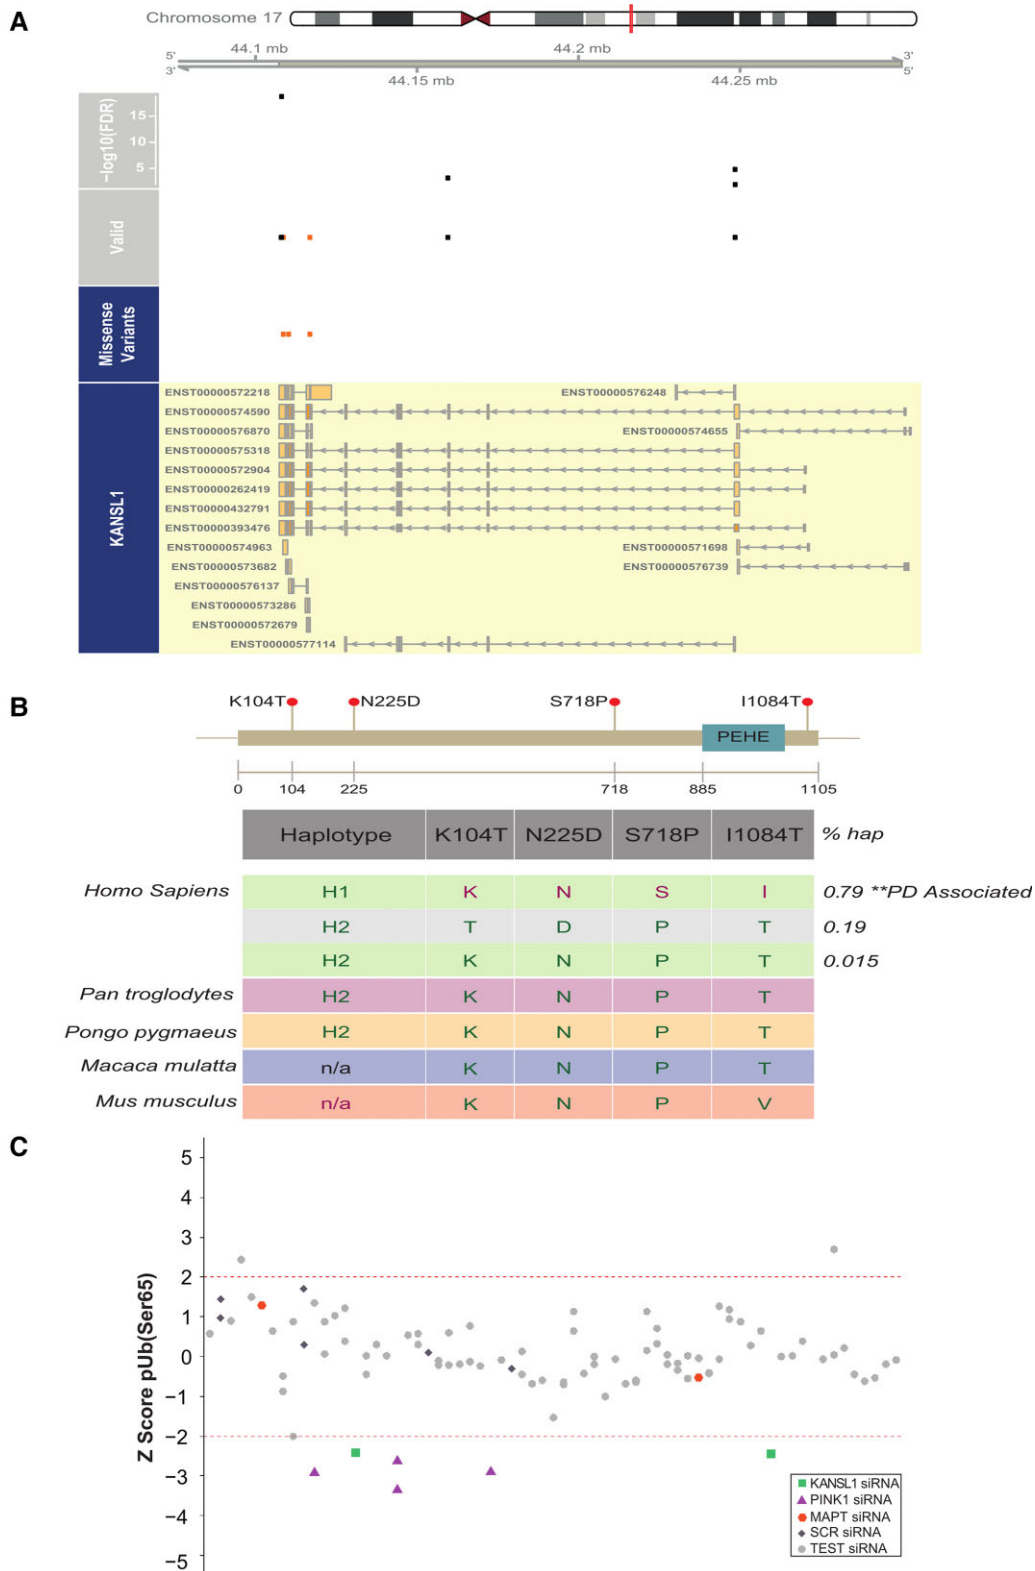 A
Chromosome 17
44.1 mb
44.2 mb
5'
3'
3'
5'
44.15 mb
44.25 mb
−log10(FDR)
15
10
5
Valid
Missense
Variants
KANSL1
ENST00000572218
ENST00000576248
ENST00000574590
ENST00000576870
ENST00000574655
ENST00000575318
ENST00000572904
ENST00000262419
ENST00000432791
ENST00000393476
ENST00000574963
ENST00000571698
ENST00000573682
ENST00000576739
ENST00000576137
ENST00000573286
ENST00000572679
ENST00000577114
B
K104T
N225D
S718P
I1084T
PEHE
0 104 225 718 885 1105
Haplotype K104T N225D S718P I1084T % hap
Homo Sapiens H1 K N S I 0.79 **PD Associated
H2 T D P T 0.19
H2 K N P T 0.015
Pan troglodytes H2 K N P T
Pongo pygmaeus H2 K N P T
Macaca mulatta n/a K N P T
Mus musculus n/a K N P V
C
Z Score pUb(Ser65)
5
4
3
2
1
0
−1
−2
−3
−4
−5
KANSL1 siRNA
PINK1 siRNA
MAPT siRNA
SCR siRNA
TEST siRNA